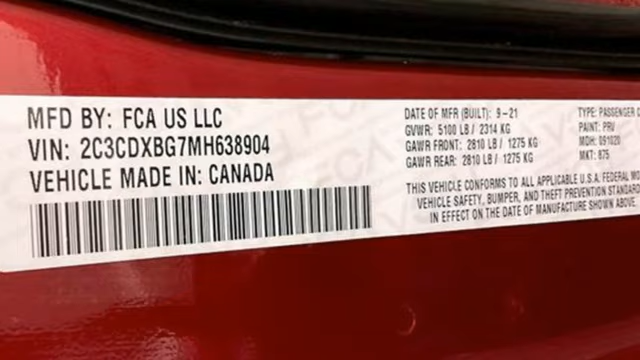 MFD BY: FCA US LLC
VIN: 2C3CDXBG7MH638904
VEHICLE MADE IN: CANADA
DATE OF MFR (BUILT): 9-21
GVWR: 5100 LB / 2314 KG
GAWR FRONT: 2810 LB / 1275 KG
GAWR REAR: 2810 LB / 1275 KG
TYPE: PASSENGER C
PAINT: PRV
MDH: 091020
MKT: 875
THIS VEHICLE CONFORMS TO ALL APPLICABLE U.S.A. FEDERAL MO
VEHICLE SAFETY, BUMPER, AND THEFT PREVENTION STANDAR
IN EFFECT ON THE DATE OF MANUFACTURE SHOWN ABOVE.